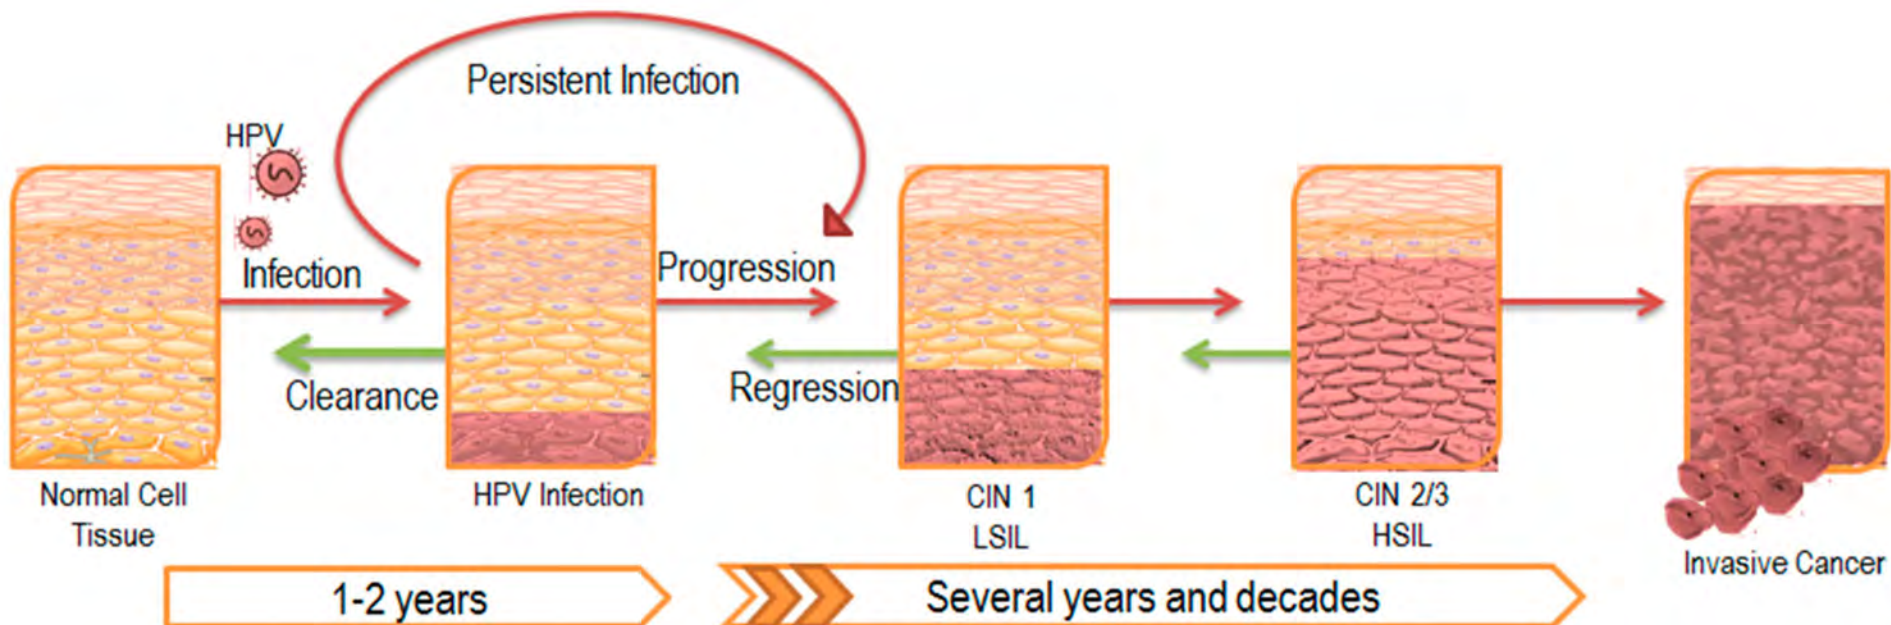 Persistent Infection
HPV
Infection
Clearance
Progression
Regression
Normal Cell
Tissue
HPV Infection
CIN 1
LSIL
CIN 2/3
HSIL
Invasive Cancer
1-2 years
Several years and decades